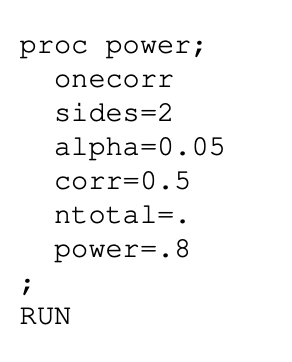 proc power;
onecorr
sides=2
alpha=0.05
corr=0.5
ntotal=.
power=.8
;
RUN